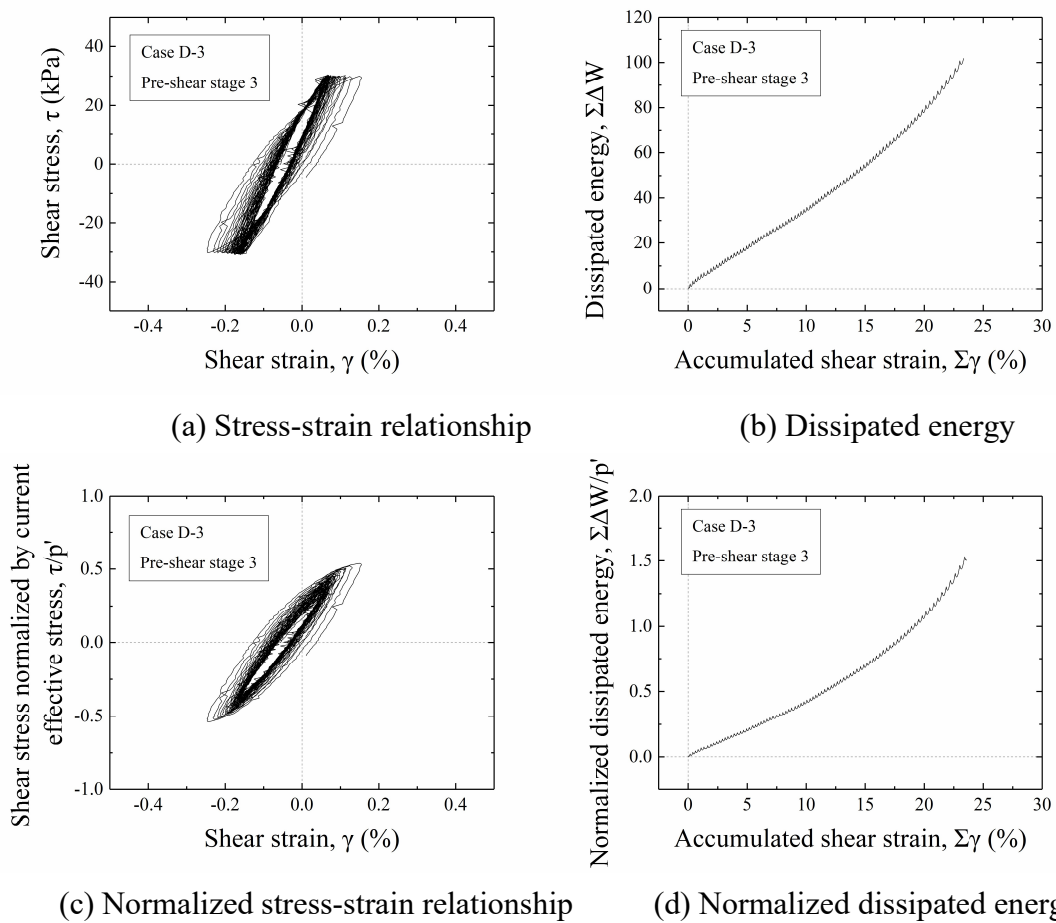 Shear stress, τ (kPa)
40
20
0
-20
-40
Case D-3
Pre-shear stage 3
-0.4
-0.2
0.0
0.2
0.4
Shear strain, γ (%)
(a) Stress-strain relationship
Dissipated energy, ΣΔW
120
100
80
60
40
20
0
Case D-3
Pre-shear stage 3
0
5
10
15
20
25
30
Accumulated shear strain, Σγ (%)
(b) Dissipated energy
Shear stress normalized by current
effective stress, τ/p'
1.0
0.5
0.0
-0.5
-1.0
Case D-3
Pre-shear stage 3
-0.4
-0.2
0.0
0.2
0.4
Shear strain, γ (%)
(c) Normalized stress-strain relationship
Normalized dissipated energy, ΣΔW/p'
2.0
1.5
1.0
0.5
0.0
Case D-3
Pre-shear stage 3
0
5
10
15
20
25
30
Accumulated shear strain, Σγ (%)
(d) Normalized dissipated energ